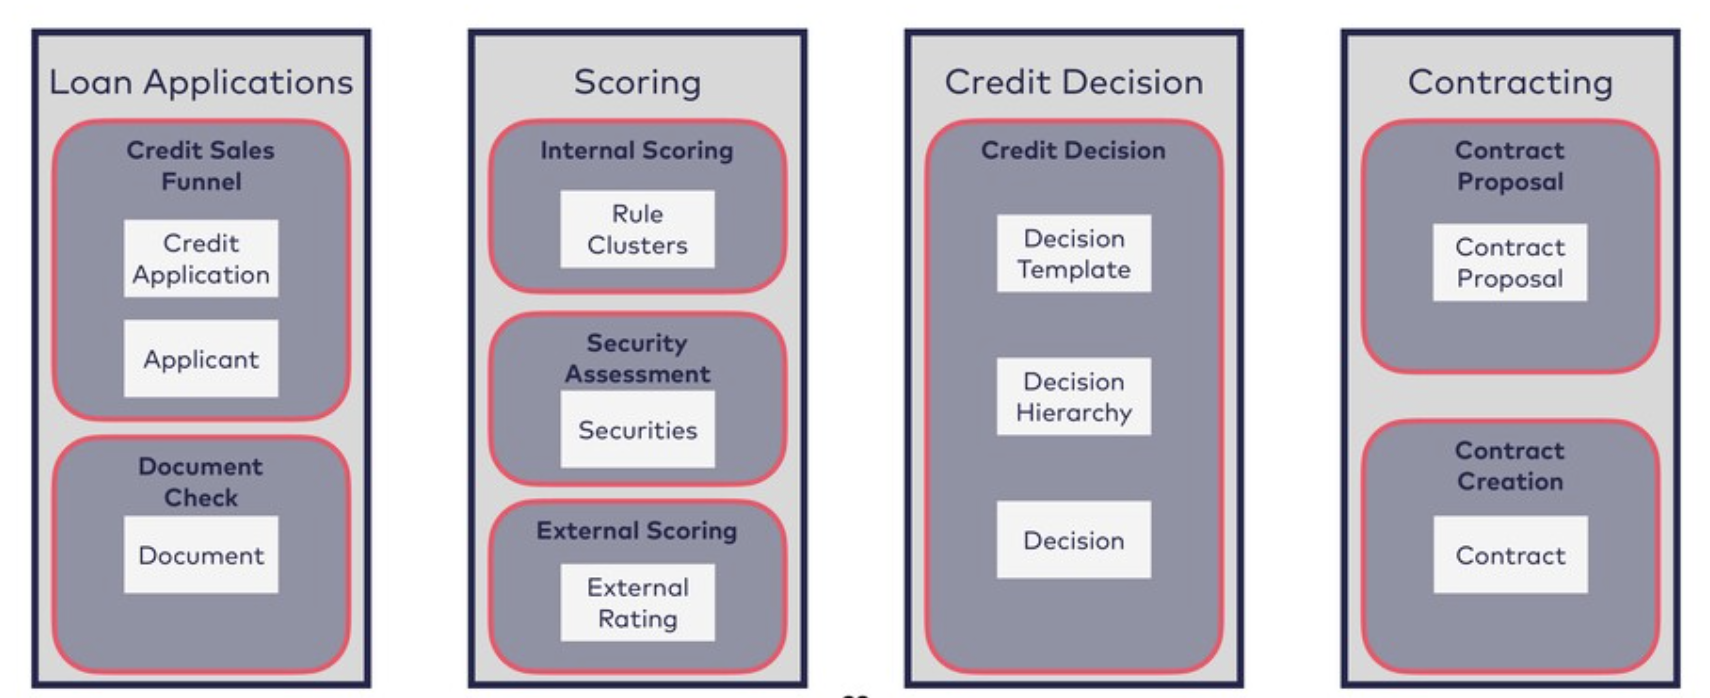 Loan Applications
Credit Sales
Funnel
Credit
Application
Applicant
Document
Check
Document
Scoring
Internal Scoring
Rule
Clusters
Security
Assessment
Securities
External Scoring
External
Rating
Credit Decision
Credit Decision
Decision
Template
Decision
Hierarchy
Decision
Contracting
Contract
Proposal
Contract
Proposal
Contract
Creation
Contract